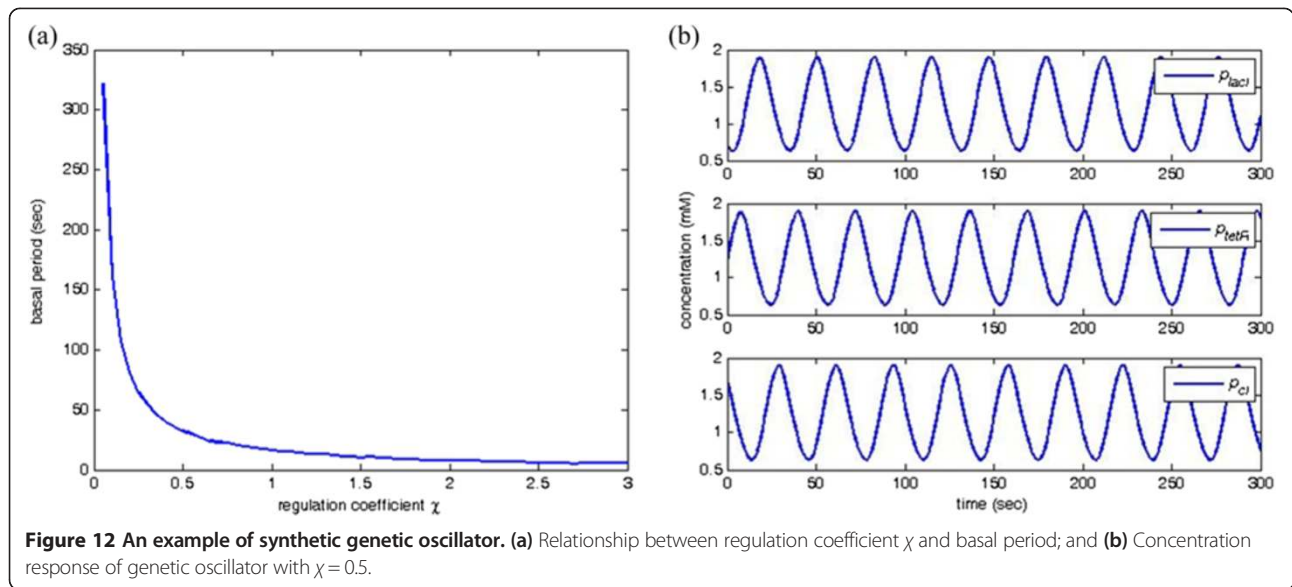 (a)
350
300
250
200
150
100
50
0
basal period (sec)
0 0.5 1 1.5 2 2.5 3
regulation coefficient χ
(b)
2
1.5
1
0.5
p_lacI
0 50 100 150 200 250 300
concentration (mM)
2
1.5
1
0.5
p_tetR
0 50 100 150 200 250 300
2
1.5
1
0.5
p_cI
0 50 100 150 200 250 300
time (sec)
Figure 12 An example of synthetic genetic oscillator. (a) Relationship between regulation coefficient χ and basal period; and (b) Concentration
response of genetic oscillator with χ = 0.5.